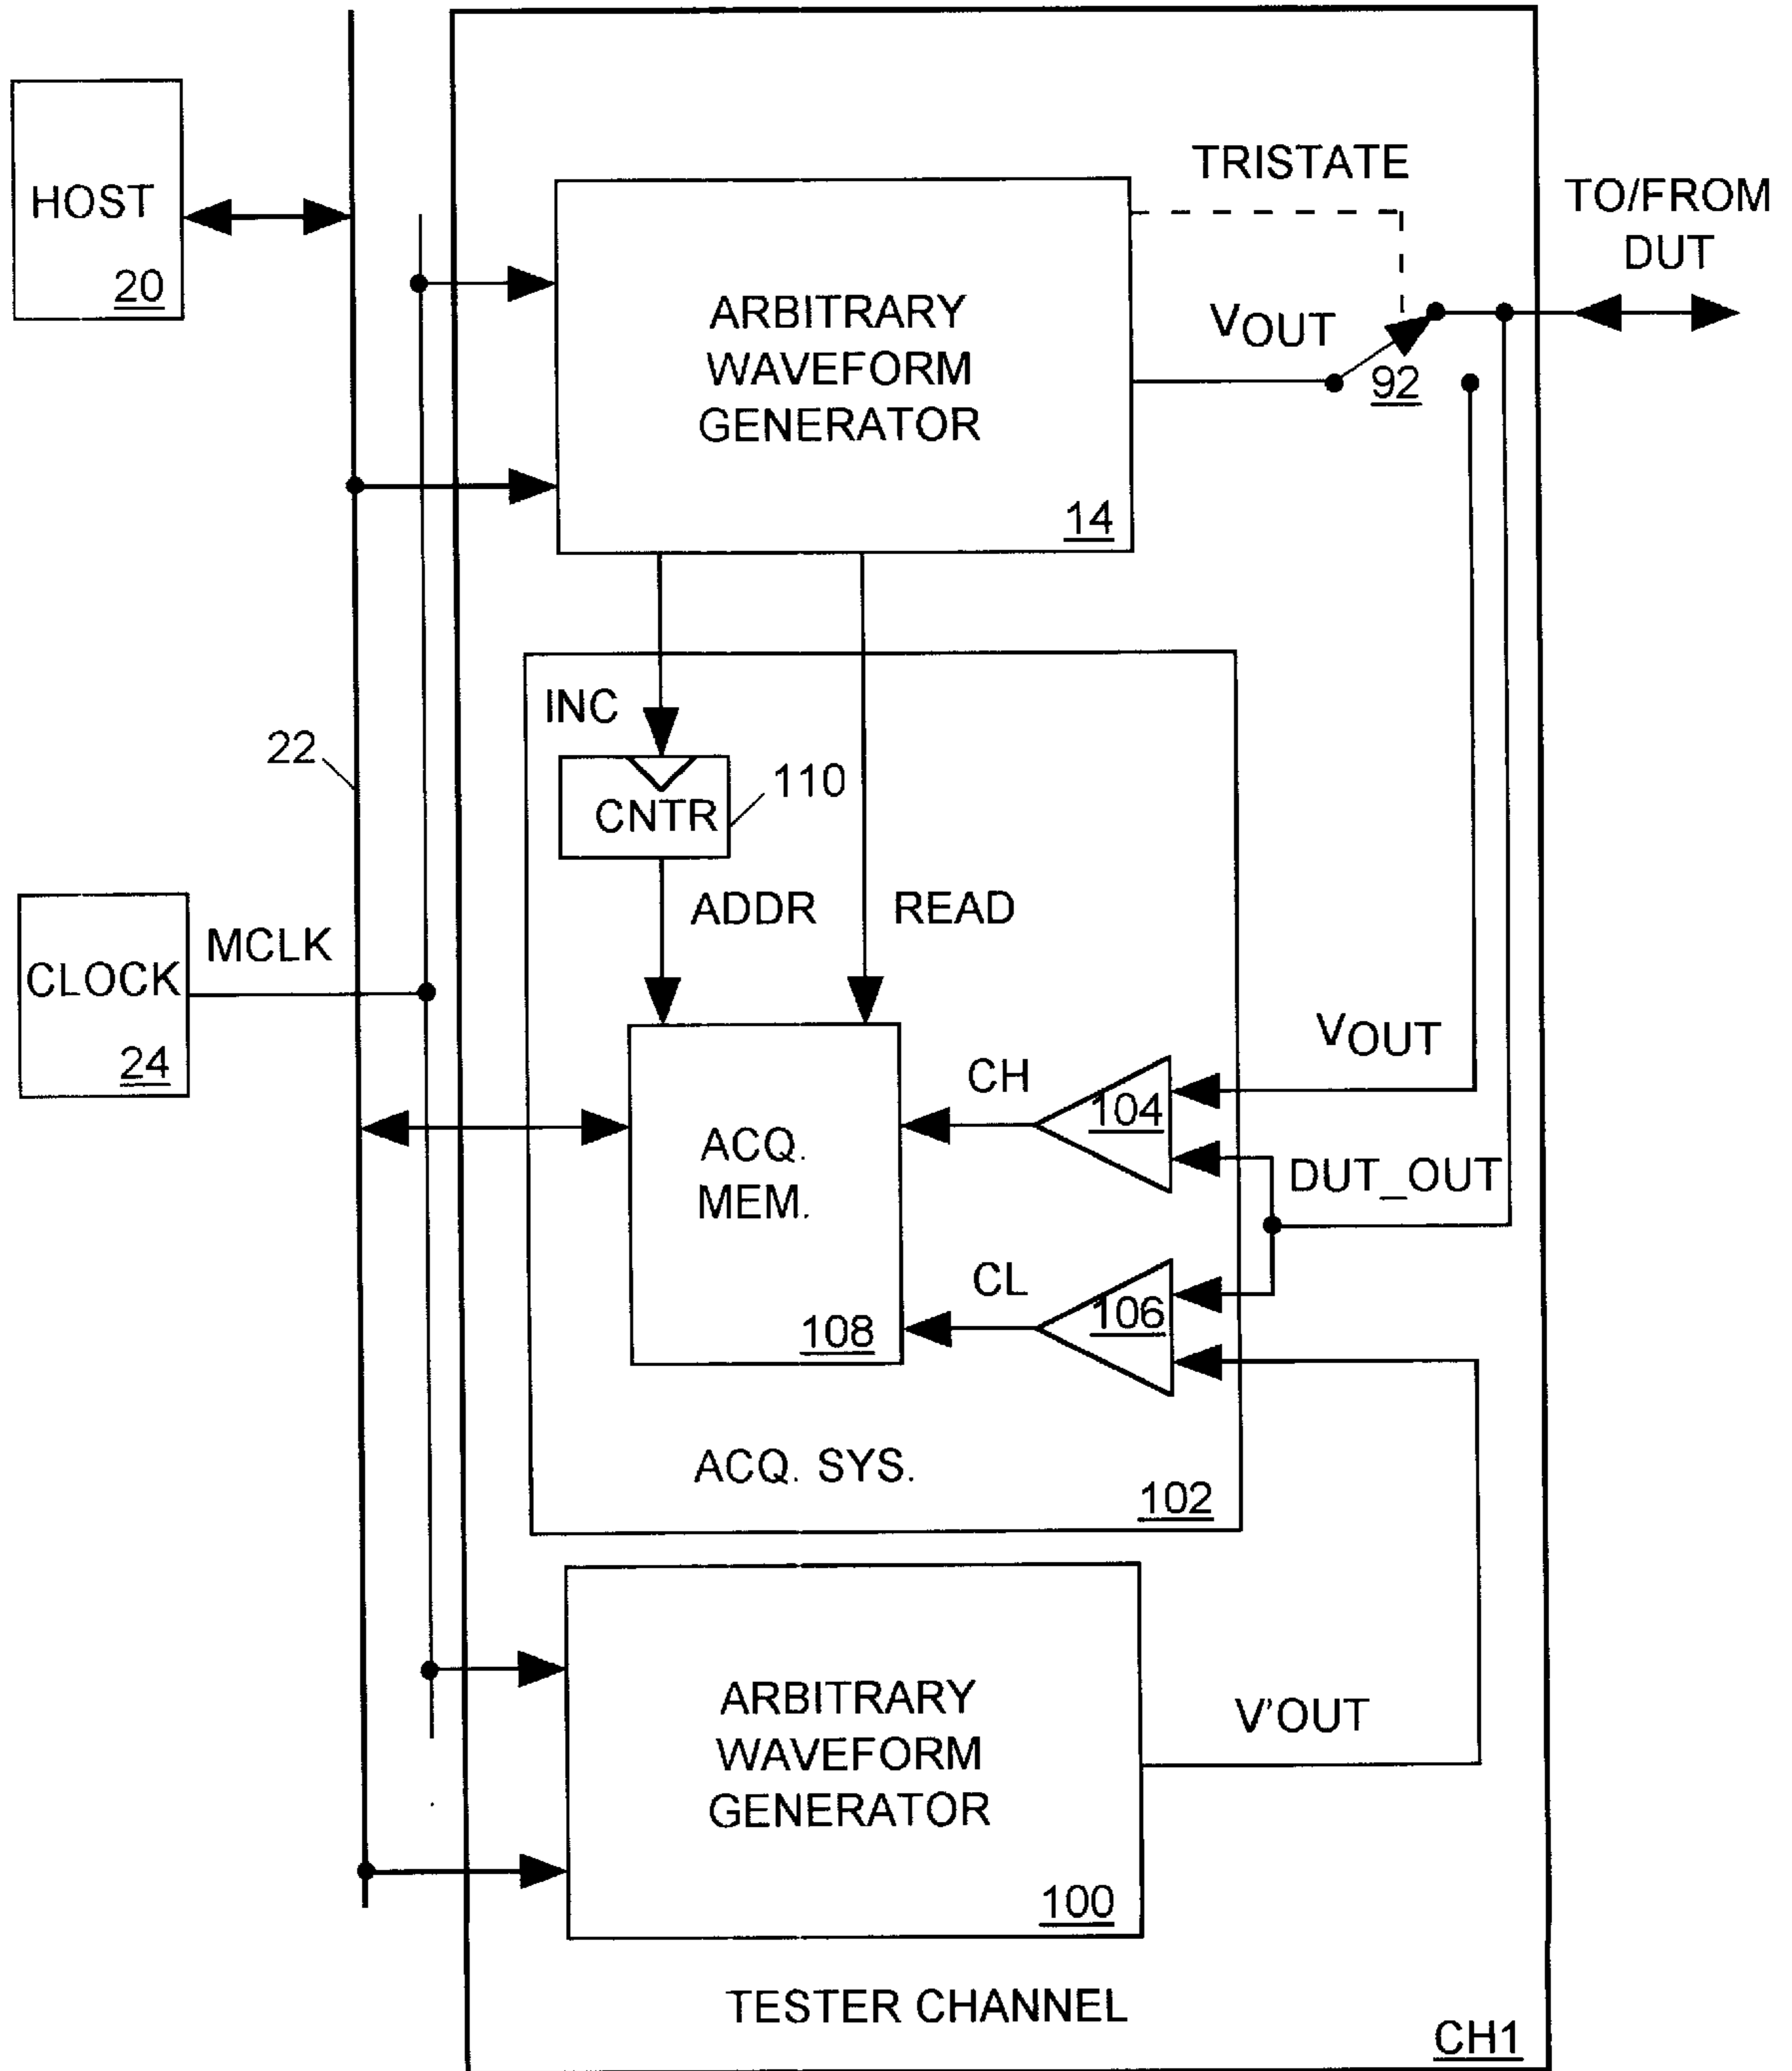 HOST
20
TRISTATE
TO/FROM
DUT
ARBITRARY
WAVEFORM
GENERATOR
14
VOUT
92
INC
22
CNTR
110
ADDR
READ
CLOCK
24
MCLK
ACQ.
MEM.
108
CH
104
VOUT
DUT_OUT
CL
106
ACQ. SYS.
102
ARBITRARY
WAVEFORM
GENERATOR
100
V'OUT
TESTER CHANNEL
CH1